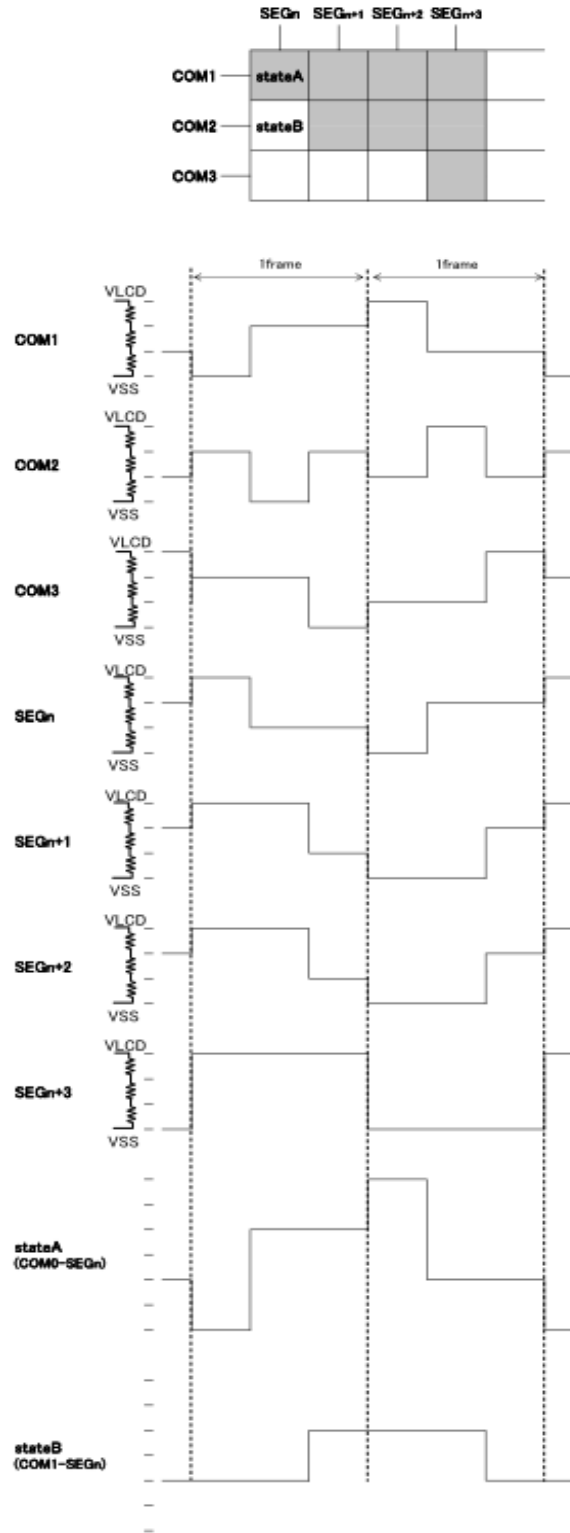 SEGn SEGn+1 SEGn+2 SEGn+3
COM1 stateA
COM2 stateB
COM3
1frame 1frame
VLCD
COM1
VSS
VLCD
COM2
VSS
VLCD
COM3
VSS
VLCD
SEGn
VSS
VLCD
SEGn+1
VSS
VLCD
SEGn+2
VSS
VLCD
SEGn+3
VSS
stateA
(COM0-SEGn)
stateB
(COM1-SEGn)